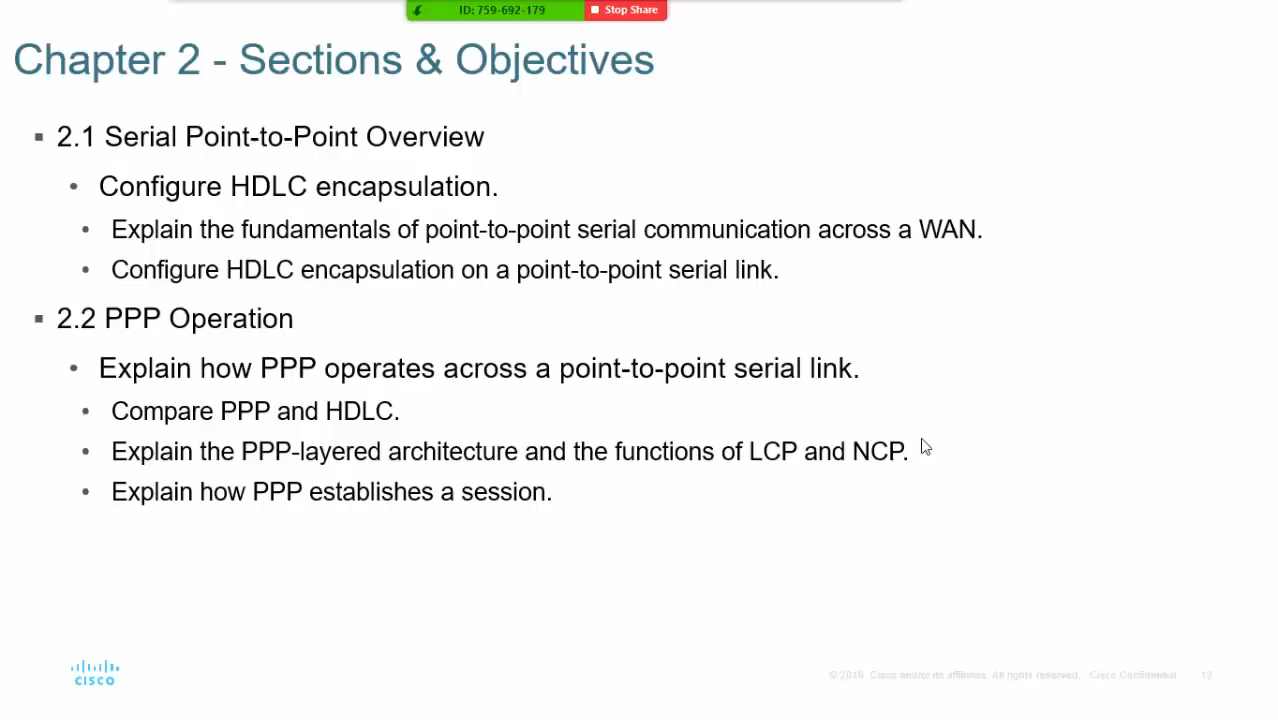 ID: 759-692-179 Stop Share
Chapter 2 - Sections & Objectives
▪ 2.1 Serial Point-to-Point Overview
• Configure HDLC encapsulation.
• Explain the fundamentals of point-to-point serial communication across a WAN.
• Configure HDLC encapsulation on a point-to-point serial link.
▪ 2.2 PPP Operation
• Explain how PPP operates across a point-to-point serial link.
• Compare PPP and HDLC.
• Explain the PPP-layered architecture and the functions of LCP and NCP.
• Explain how PPP establishes a session.
CISCO
© 2016 Cisco and/or its affiliates. All rights reserved. Cisco Confidential 12